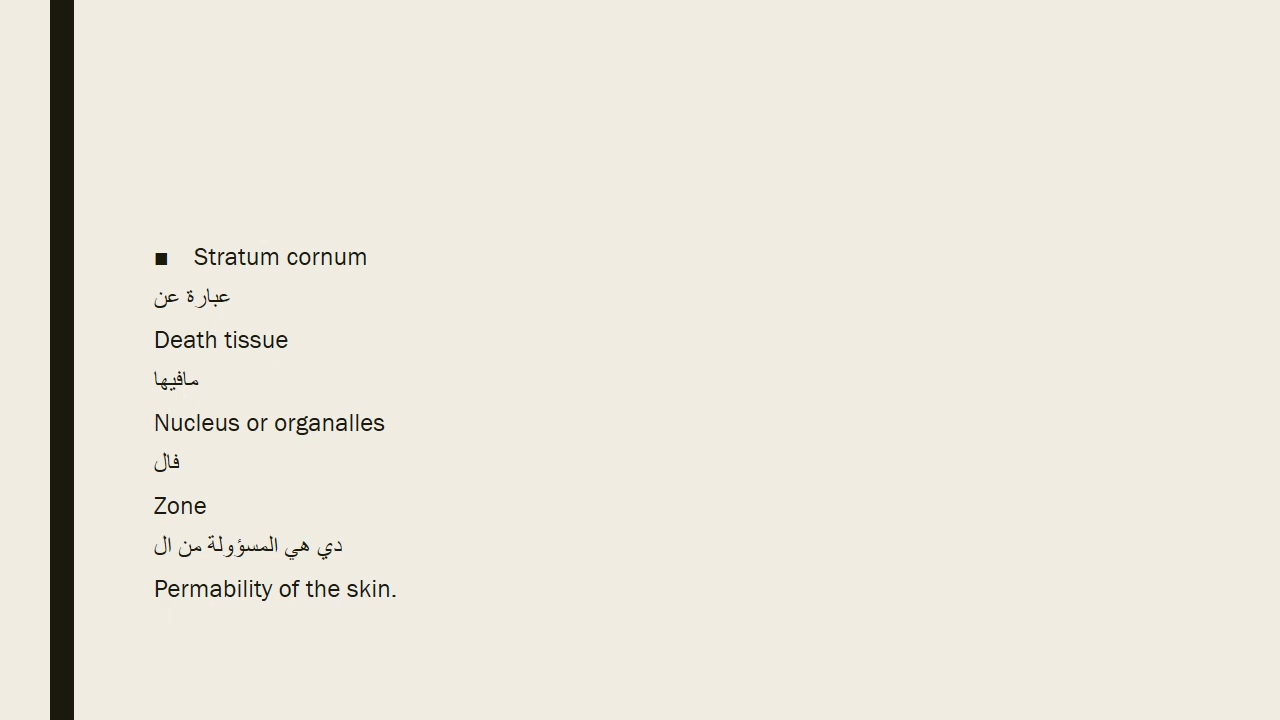 ▪ Stratum cornum
عبارة عن
Death tissue
مافيها
Nucleus or organalles
فال
Zone
دي هي المسؤولة من ال
Permability of the skin.